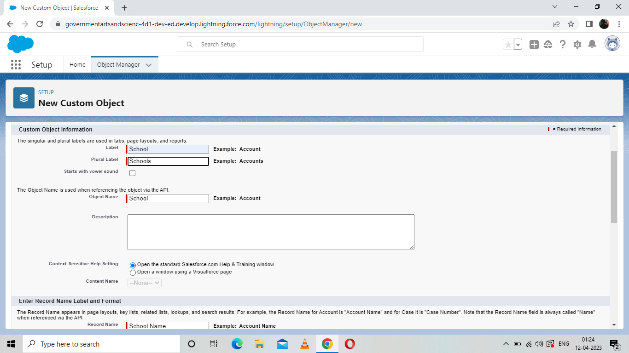 New Custom Object | Salesforce
governmentartsandscienc-4d1-dev-ed.develop.lightning.force.com/lightning/setup/ObjectManager/new
Search Setup
Setup Home Object Manager
SETUP
New Custom Object
Custom Object Information = Required Information
The singular and plural labels are used in tabs, page layouts, and reports.
Label School Example: Account
Plural Label Schools Example: Accounts
Starts with vowel sound
The Object Name is used when referencing the object via the API.
Object Name School Example: Account
Description
Context-Sensitive Help Setting Open the standard Salesforce.com Help & Training window
Open a window using a Visualforce page
Content Name --None--
Enter Record Name Label and Format
The Record Name appears in page layouts, key lists, related lists, lookups, and search results. For example, the Record Name for Account is "Account Name" and for Case it is "Case Number". Note that the Record Name field is always called "Name"
when referenced via the API.
Record Name School Name Example: Account Name
Type here to search
ENG
01:24
12-04-2023
2